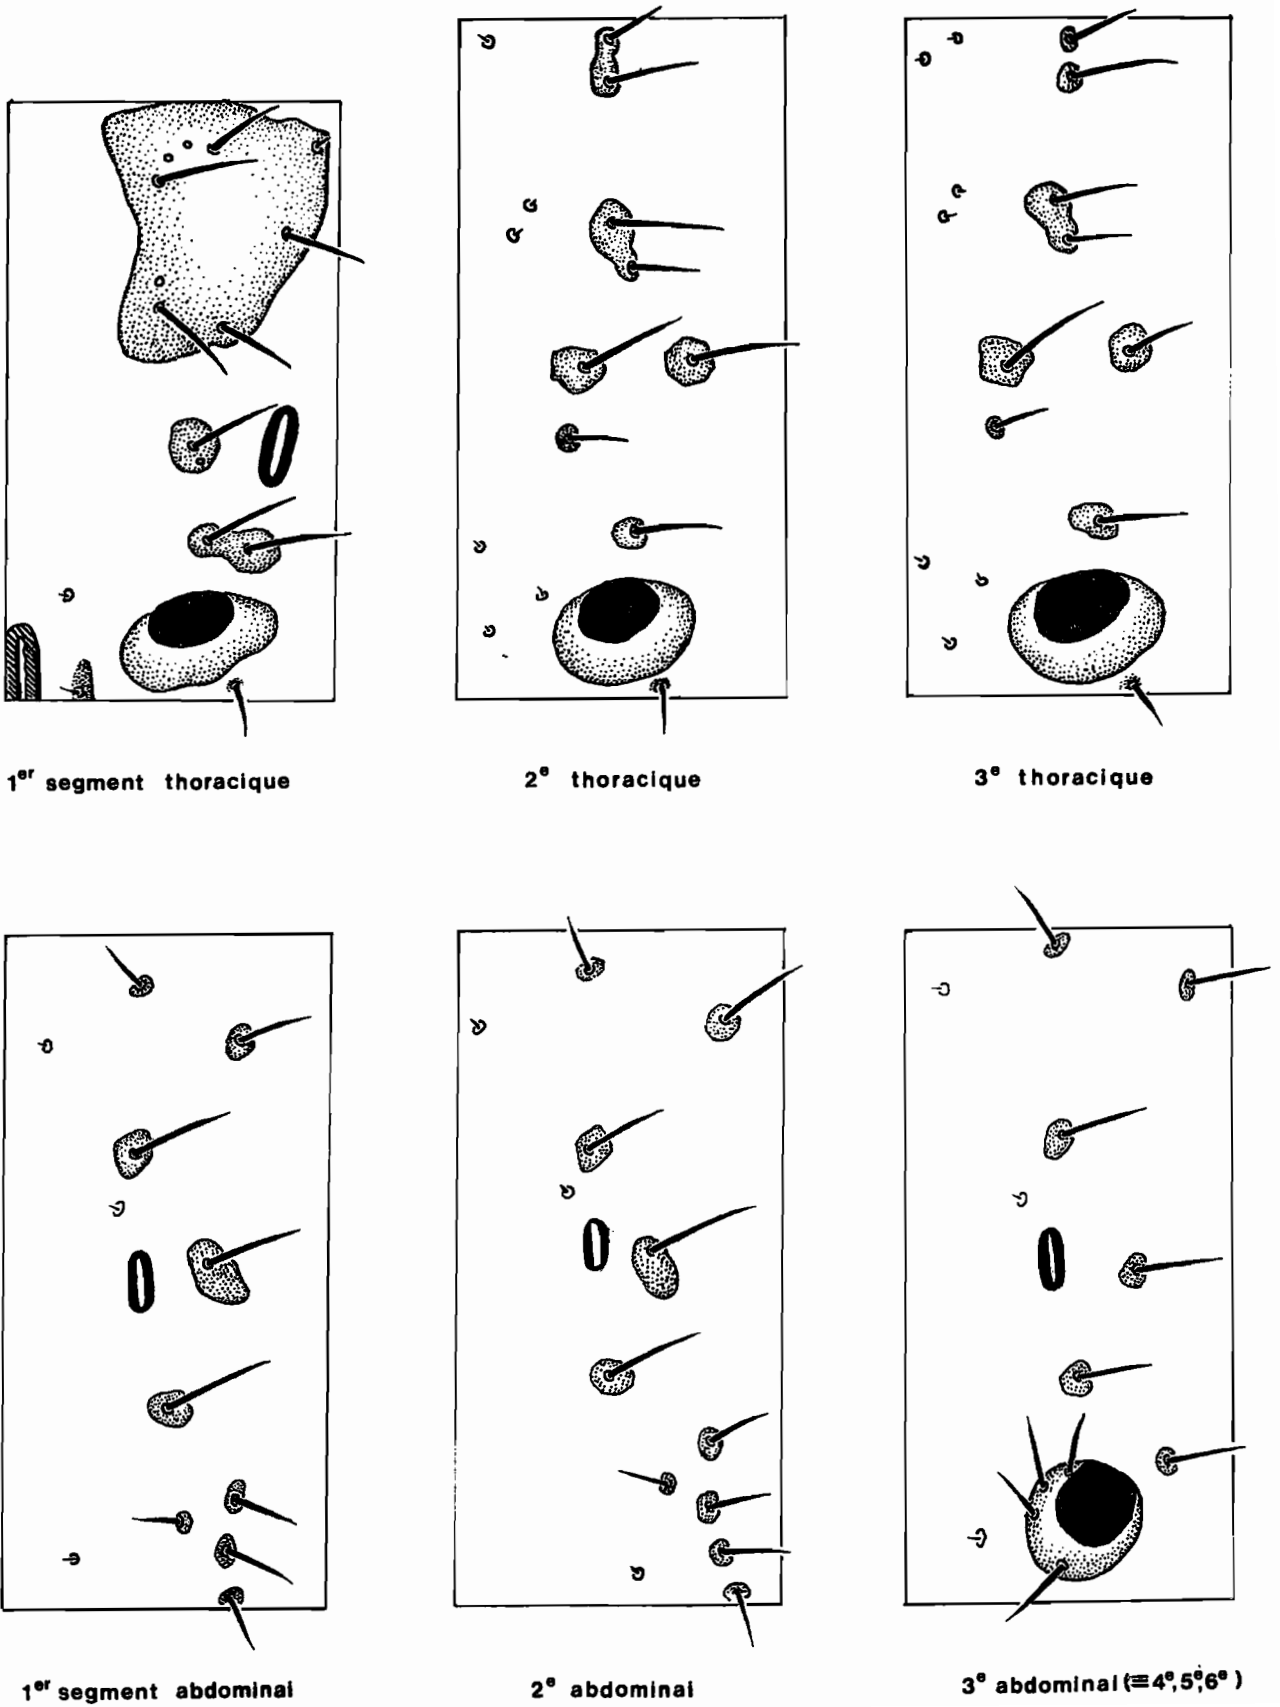 1er segment thoracique
2e thoracique
3e thoracique
1er segment abdominal
2e abdominal
3e abdominal (≡4e,5e,6e)